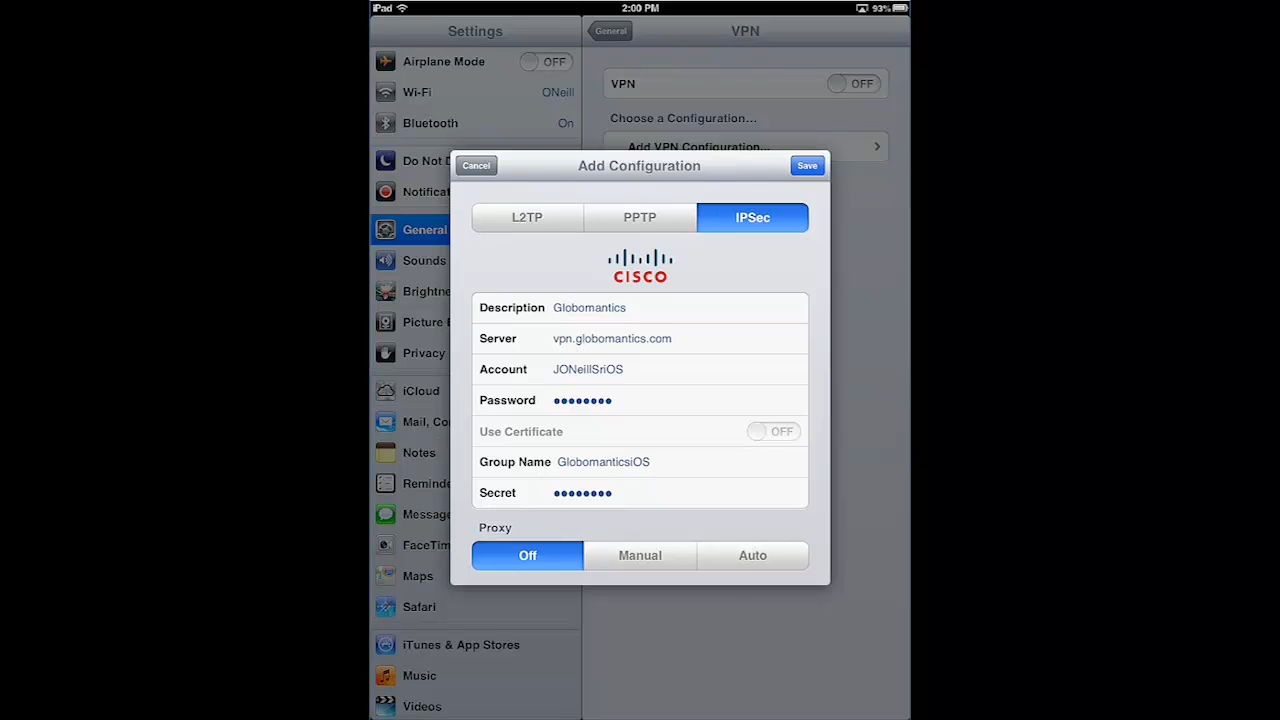 iPad 2:00 PM 93%
Settings
General VPN
Airplane Mode OFF
Wi-Fi ONeill
Bluetooth On
Do Not D
Notificat
General
Sounds
Brightne
Picture F
Privacy
iCloud
Mail, Co
Notes
Reminde
Message
FaceTim
Maps
Safari
iTunes & App Stores
Music
Videos
VPN OFF
Choose a Configuration...
Add VPN Configuration...
Cancel Add Configuration Save
L2TP PPTP IPSec
CISCO
Description Globomantics
Server vpn.globomantics.com
Account JONeillSriOS
Password ••••••••
Use Certificate OFF
Group Name GlobomanticsiOS
Secret ••••••••
Proxy
Off Manual Auto